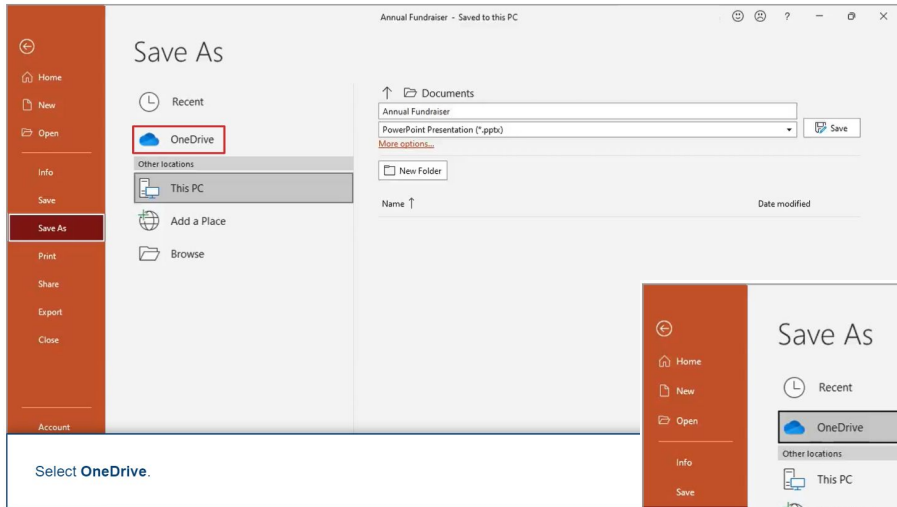 Annual Fundraiser - Saved to this PC
?
Save As
Home
New
Open
Info
Save
Save As
Print
Share
Export
Close
Account
Recent
OneDrive
Other locations
This PC
Add a Place
Browse
↑ Documents
Annual Fundraiser
PowerPoint Presentation (*.pptx)
Save
More options...
New Folder
Name ↑ Date modified
Select OneDrive.
Save As
Home
New
Open
Info
Save
Recent
OneDrive
Other locations
This PC